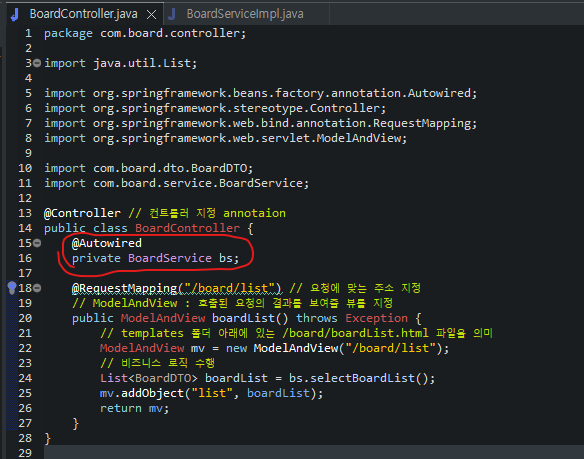 BoardController.java BoardServiceImpl.java
1 package com.board.controller;
2
3 import java.util.List;
4
5 import org.springframework.beans.factory.annotation.Autowired;
6 import org.springframework.stereotype.Controller;
7 import org.springframework.web.bind.annotation.RequestMapping;
8 import org.springframework.web.servlet.ModelAndView;
9
10 import com.board.dto.BoardDTO;
11 import com.board.service.BoardService;
12
13 @Controller // 컨트롤러 지정 annotaion
14 public class BoardController {
15 @Autowired
16 private BoardService bs;
17
18 @RequestMapping("/board/list") // 요청에 맞는 주소 지정
19 // ModelAndView : 호출된 요청의 결과를 보여줄 뷰를 지정
20 public ModelAndView boardList() throws Exception {
21 // templates 폴더 아래에 있는 /board/boardList.html 파일을 의미
22 ModelAndView mv = new ModelAndView("/board/list");
23 // 비즈니스 로직 수행
24 List<BoardDTO> boardList = bs.selectBoardList();
25 mv.addObject("list", boardList);
26 return mv;
27 }
28 }
29